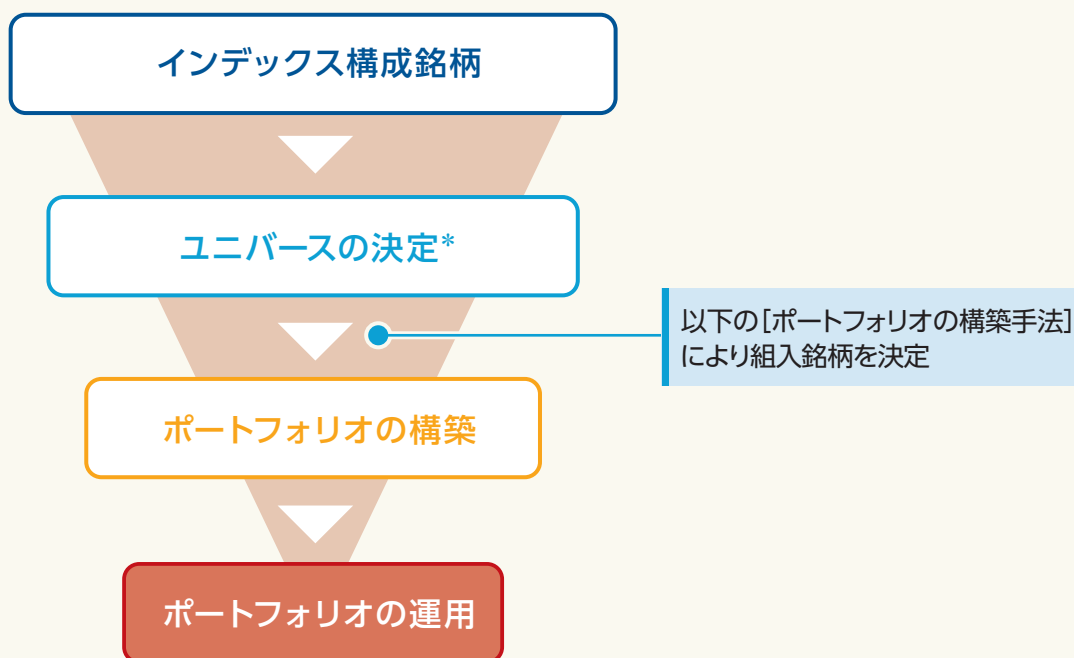 インデックス構成銘柄
ユニバースの決定*
以下の[ポートフォリオの構築手法]
により組入銘柄を決定
ポートフォリオの構築
ポートフォリオの運用